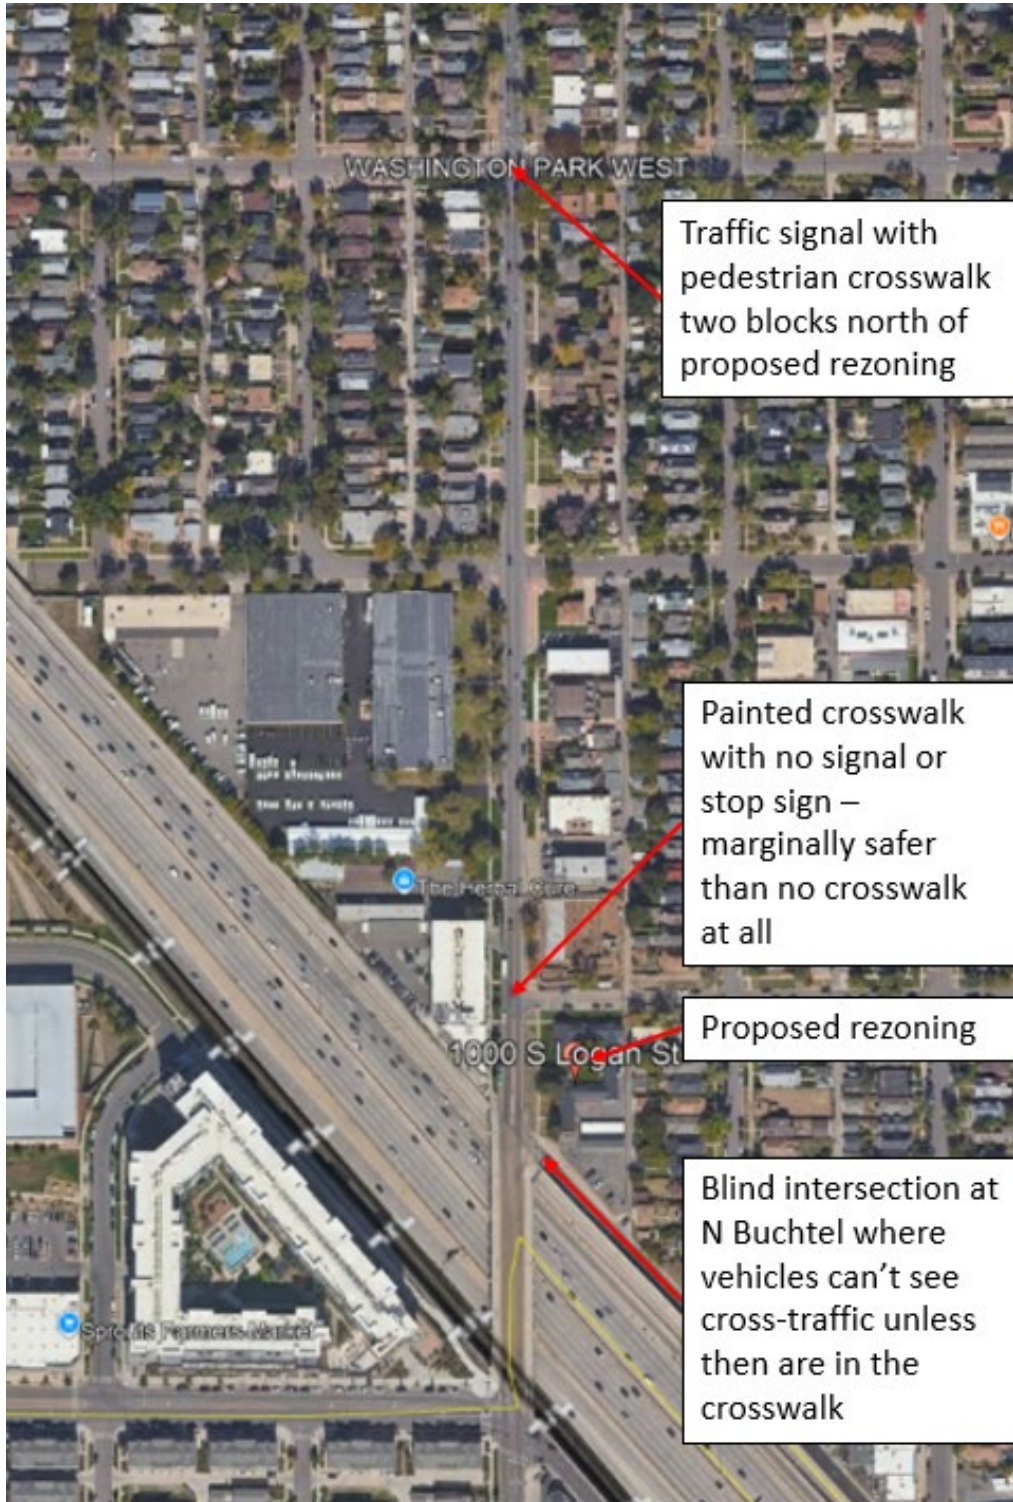 WASHINGTON PARK WEST
Traffic signal with
pedestrian crosswalk
two blocks north of
proposed rezoning
Painted crosswalk
with no signal or
stop sign –
marginally safer
than no crosswalk
at all
The Herbal Cure
Proposed rezoning
1000 S Logan St
Blind intersection at
N Buchtel where
vehicles can't see
cross-traffic unless
then are in the
crosswalk
Sprouts Farmers Market